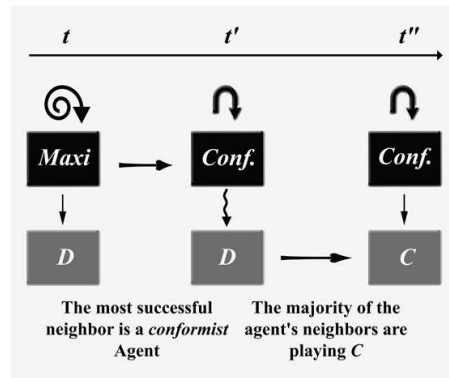 t t' t''
Maxi Conf. Conf.
D D C
The most successful
neighbor is a conformist
Agent
The majority of the
agent's neighbors are
playing C